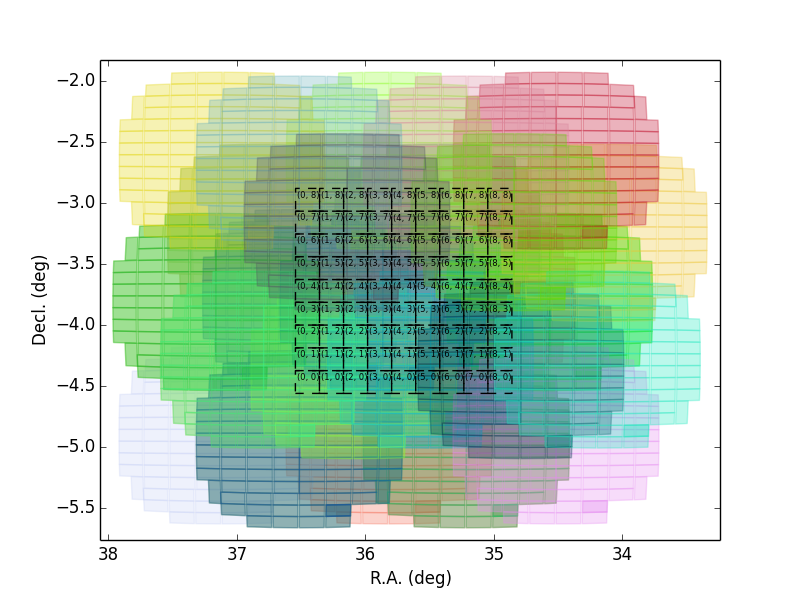 −2.0
−2.5
−3.0
(0, 8) (1, 8) (2, 8) (3, 8) (4, 8) (5, 8) (6, 8) (7, 8) (8, 8)
(0, 7) (1, 7) (2, 7) (3, 7) (4, 7) (5, 7) (6, 7) (7, 7) (8, 7)
(0, 6) (1, 6) (2, 6) (3, 6) (4, 6) (5, 6) (6, 6) (7, 6) (8, 6)
−3.5
(0, 5) (1, 5) (2, 5) (3, 5) (4, 5) (5, 5) (6, 5) (7, 5) (8, 5)
(0, 4) (1, 4) (2, 4) (3, 4) (4, 4) (5, 4) (6, 4) (7, 4) (8, 4)
(0, 3) (1, 3) (2, 3) (3, 3) (4, 3) (5, 3) (6, 3) (7, 3) (8, 3)
−4.0
(0, 2) (1, 2) (2, 2) (3, 2) (4, 2) (5, 2) (6, 2) (7, 2) (8, 2)
(0, 1) (1, 1) (2, 1) (3, 1) (4, 1) (5, 1) (6, 1) (7, 1) (8, 1)
(0, 0) (1, 0) (2, 0) (3, 0) (4, 0) (5, 0) (6, 0) (7, 0) (8, 0)
−4.5
−5.0
−5.5
Decl. (deg)
38 37 36 35 34
R.A. (deg)